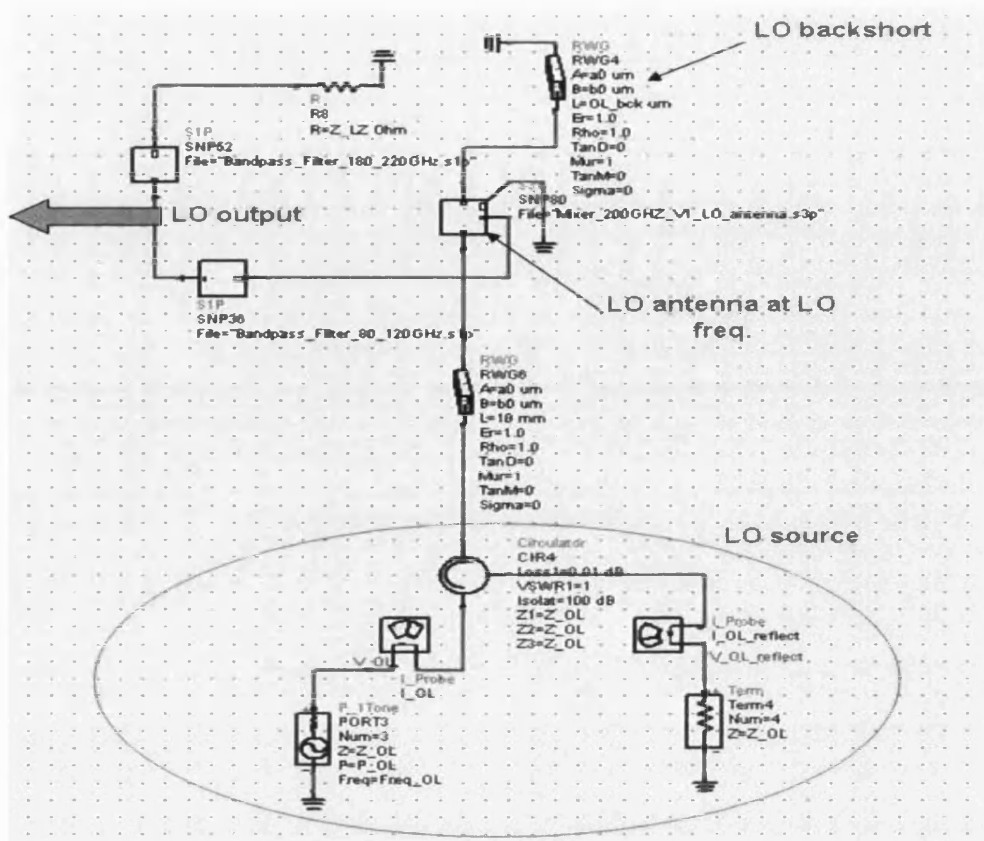 LO backshort
RWG
RWG4
A=a0 um
B=b0 um
L=OL_bck um
Er=1.0
Rho=1.0
TanD=0
Mur=1
TanM=0
Sigma=0
R
R8
R=Z_LZ Ohm
S1P
SNP62
File="Bandpass_Filter_180_220GHz.s1p"
LO output
SNP80
File="Mixer_200GHZ_V1_LO_antenna.s3p"
S1P
SNP36
File="Bandpass_Filter_80_120GHz.s1p"
LO antenna at LO
freq.
RWG
RWG6
A=a0 um
B=b0 um
L=18 mm
Er=1.0
Rho=1.0
TanD=0
Mur=1
TanM=0
Sigma=0
LO source
Circulator
CIR4
Loss1=0.01 dB
VSWR1=1
Isolat=100 dB
Z1=Z_OL
Z2=Z_OL
Z3=Z_OL
V_OL
I_Probe
I_OL
I_Probe
I_OL_reflect
V_OL_reflect
P_1Tone
PORT3
Num=3
Z=Z_OL
P=P_OL
Freq=Freq_OL
Term
Term4
Num=4
Z=Z_OL